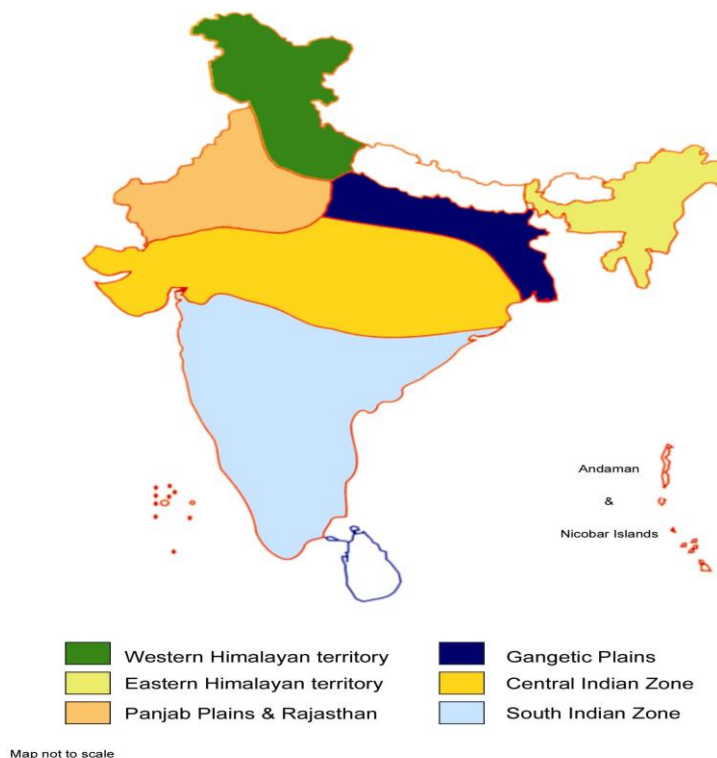 Andaman
&
Nicobar Islands
Western Himalayan territory
Eastern Himalayan territory
Panjab Plains & Rajasthan
Gangetic Plains
Central Indian Zone
South Indian Zone
Map not to scale